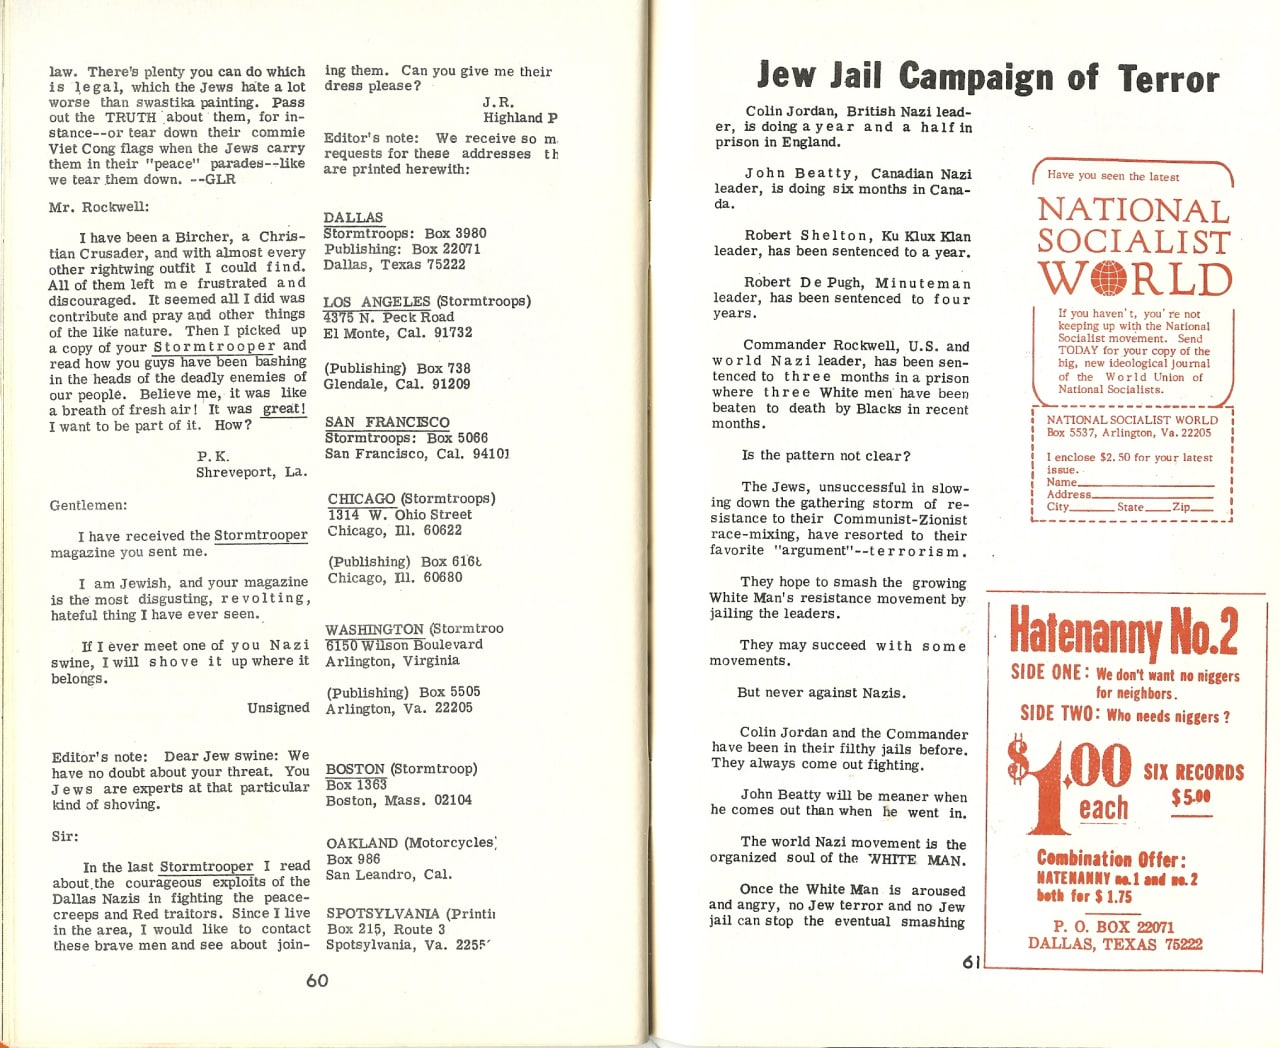 law. There's plenty you can do which
is legal, which the Jews hate a lot
worse than swastika painting. Pass
out the TRUTH about them, for in-
stance--or tear down their commie
Viet Cong flags when the Jews carry
them in their "peace" parades--like
we tear them down. --GLR
Mr. Rockwell:
I have been a Bircher, a Chris-
tian Crusader, and with almost every
other rightwing outfit I could find.
All of them left me frustrated and
discouraged. It seemed all I did was
contribute and pray and other things
of the like nature. Then I picked up
a copy of your Stormtrooper and
read how you guys have been bashing
in the heads of the deadly enemies of
our people. Believe me, it was like
a breath of fresh air! It was great!
I want to be part of it. How?
P.K.
Shreveport, La.
Gentlemen:
I have received the Stormtrooper
magazine you sent me.
I am Jewish, and your magazine
is the most disgusting, revolting,
hateful thing I have ever seen.
If I ever meet one of you Nazi
swine, I will shove it up where it
belongs.
Unsigned
Editor's note: Dear Jew swine: We
have no doubt about your threat. You
Jews are experts at that particular
kind of shoving.
Sir:
In the last Stormtrooper I read
about the courageous exploits of the
Dallas Nazis in fighting the peace-
creeps and Red traitors. Since I live
in the area, I would like to contact
these brave men and see about join-
ing them. Can you give me their
dress please?
J.R.
Highland P
Editor's note: We receive so m
requests for these addresses th
are printed herewith:
DALLAS
Stormtroops: Box 3980
Publishing: Box 22071
Dallas, Texas 75222
LOS ANGELES (Stormtroops)
4375 N. Peck Road
El Monte, Cal. 91732
(Publishing) Box 738
Glendale, Cal. 91209
SAN FRANCISCO
Stormtroops: Box 5066
San Francisco, Cal. 94101
CHICAGO (Stormtroops)
1314 W. Ohio Street
Chicago, Ill. 60622
(Publishing) Box
Chicago, Ill. 60680
WASHINGTON (Stormtroo
6150 Wilson Boulevard
Arlington, Virginia
(Publishing) Box 5505
Arlington, Va. 22205
BOSTON (Stormtroop)
Box 1363
Boston, Mass. 02104
OAKLAND (Motorcycles
Box 986
San Leandro, Cal.
SPOTSYLVANIA (Printi
Box 215, Route 3
Spotsylvania, Va.
60
Jew Jail Campaign of Terror
Colin Jordan, British Nazi lead-
er, is doing a year and a half in
prison in England.
John Beatty, Canadian Nazi
leader, is doing six months in Cana-
da.
Robert Shelton, Ku Klux Klan
leader, has been sentenced to a year.
Robert De Pugh, Minuteman
leader, has been sentenced to four
years.
Commander Rockwell, U.S. and
world Nazi leader, has been sen-
tenced to three months in a prison
where three White men have been
beaten to death by Blacks in recent
months.
Is the pattern not clear?
The Jews, unsuccessful in slow-
ing down the gathering storm of re-
sistance to their Communist-Zionist
race-mixing, have resorted to their
favorite "argument"--terrorism.
They hope to smash the growing
White Man's resistance movement by
jailing the leaders.
They may succeed with some
movements.
But never against Nazis.
Colin Jordan and the Commander
have been in their filthy jails before.
They always come out fighting.
John Beatty will be meaner when
he comes out than when he went in.
The world Nazi movement is the
organized soul of the WHITE MAN.
Once the White Man is aroused
and angry, no Jew terror and no Jew
jail can stop the eventual smashing
61
Have you seen the latest
NATIONAL
SOCIALIST
WORLD
If you haven't, you're not
keeping up with the National
Socialist movement. Send
TODAY for your copy of the
big, new ideological journal
of the World Union of
National Socialists.
NATIONAL SOCIALIST WORLD
Box 5537, Arlington, Va. 22205
I enclose $2.50 for your latest
issue.
Name
Address
City State Zip
Hatenanny No.2
SIDE ONE: We don't want no niggers
for neighbors.
SIDE TWO: Who needs niggers?
$1.00
each
SIX RECORDS
$5.00
Combination Offer:
HATENANNY no.1 and no.2
both for $1.75
P. O. BOX 22071
DALLAS, TEXAS 75222